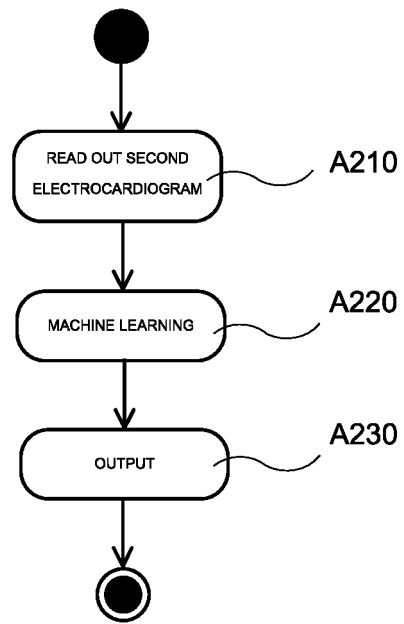 READ OUT SECOND
ELECTROCARDIOGRAM
A210
MACHINE LEARNING
A220
OUTPUT
A230